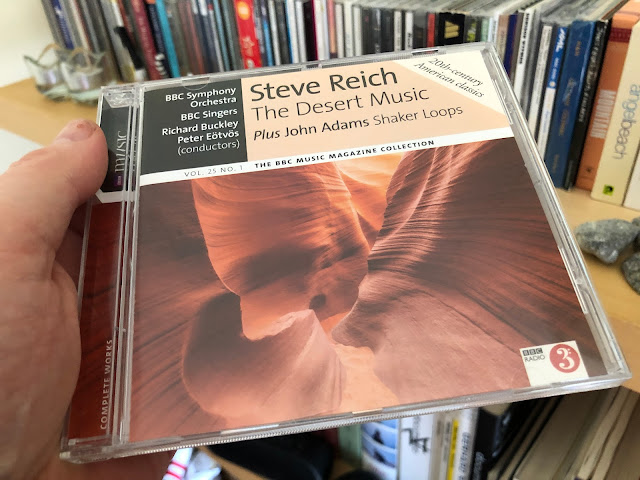 BBC Symphony
Orchestra
BBC Singers
Richard Buckley
Peter Eötvös
(conductors)
Steve Reich
The Desert Music
Plus John Adams Shaker Loops
20th-century
American classics
VOL. 25 NO. 1 THE BBC MUSIC MAGAZINE COLLECTION
COMPLETE WORKS
BBC
RADIO
3